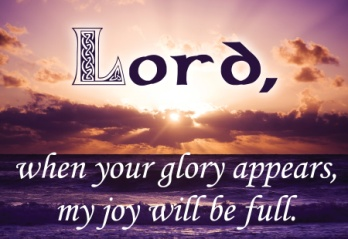 Lord,
when your glory appears,
my joy will be full.